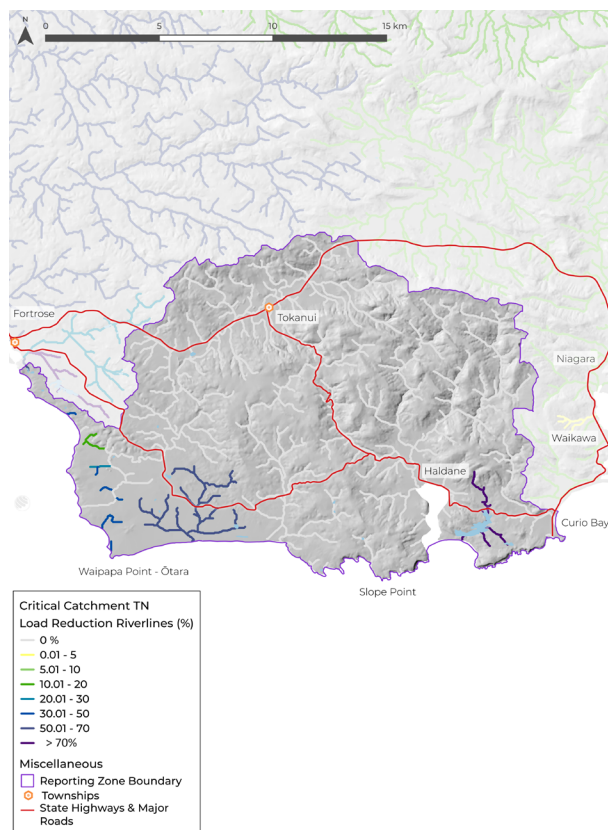 N
0 5 10 15 km
Fortrose
Tokanui
Niagara
Waikawa
Haldane
Curio Bay
Waipapa Point - Ōtara
Slope Point
Critical Catchment TN
Load Reduction Riverlines (%)
0 %
0.01 - 5
5.01 - 10
10.01 - 20
20.01 - 30
30.01 - 50
50.01 - 70
> 70%
Miscellaneous
Reporting Zone Boundary
Townships
State Highways & Major
Roads